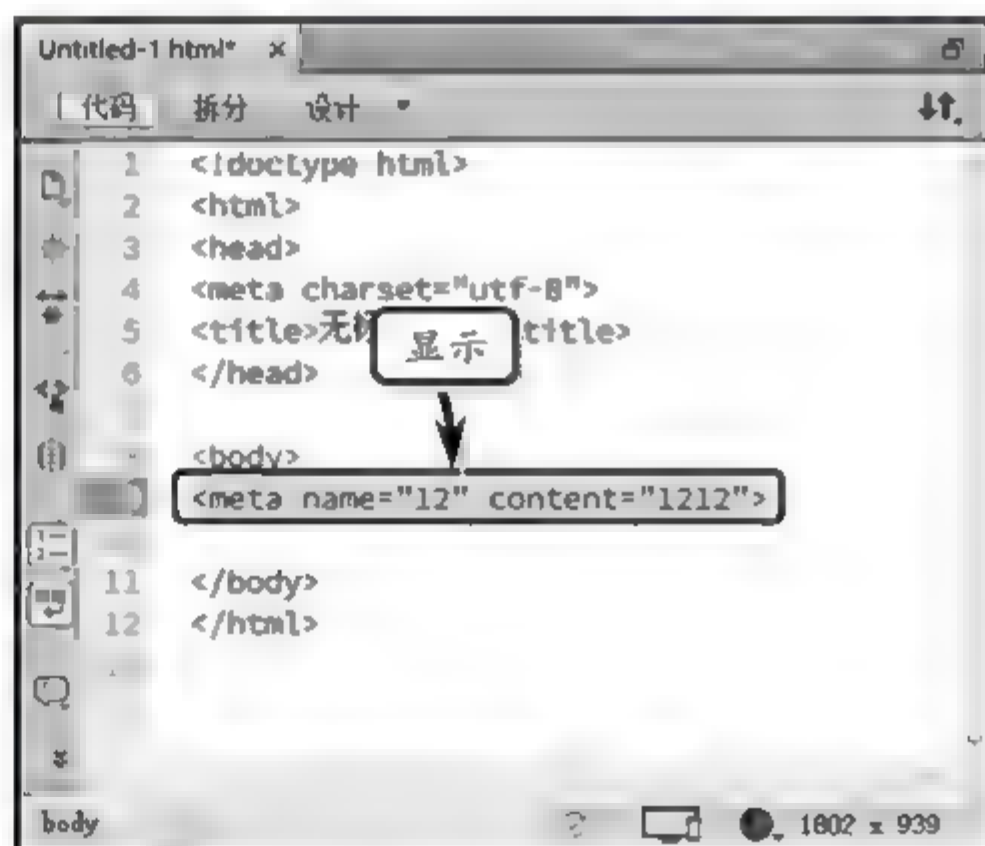 Untitled-1 html* ×
代码 拆分 设计
1 <!doctype html>
2 <html>
3 <head>
4 <meta charset="utf-8">
5 <title>无 title>
显示
6 </head>
<body>
<meta name="12" content="1212">
11 </body>
12 </html>
body 1802 x 939